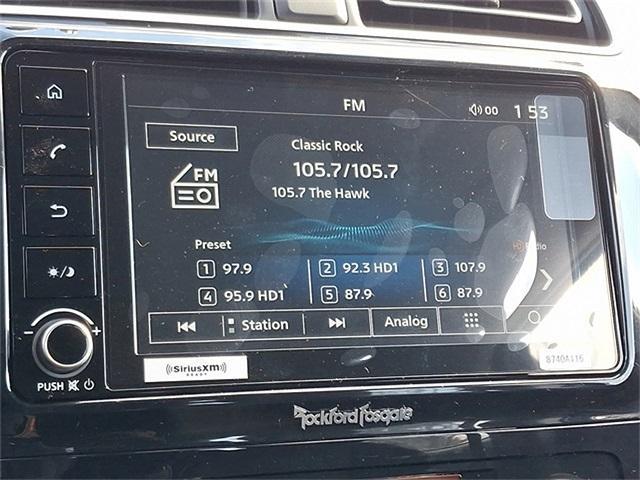 FM
00
1 53
Source
Classic Rock
FM
105.7/105.7
105.7 The Hawk
HD Radio
Preset
1 97.9
2 92.3 HD1
3 107.9
4 95.9 HD1
5 87.9
6 87.9
Station
Analog
- +
PUSH
SiriusXM
READY
8740A116
Rockford Fosgate